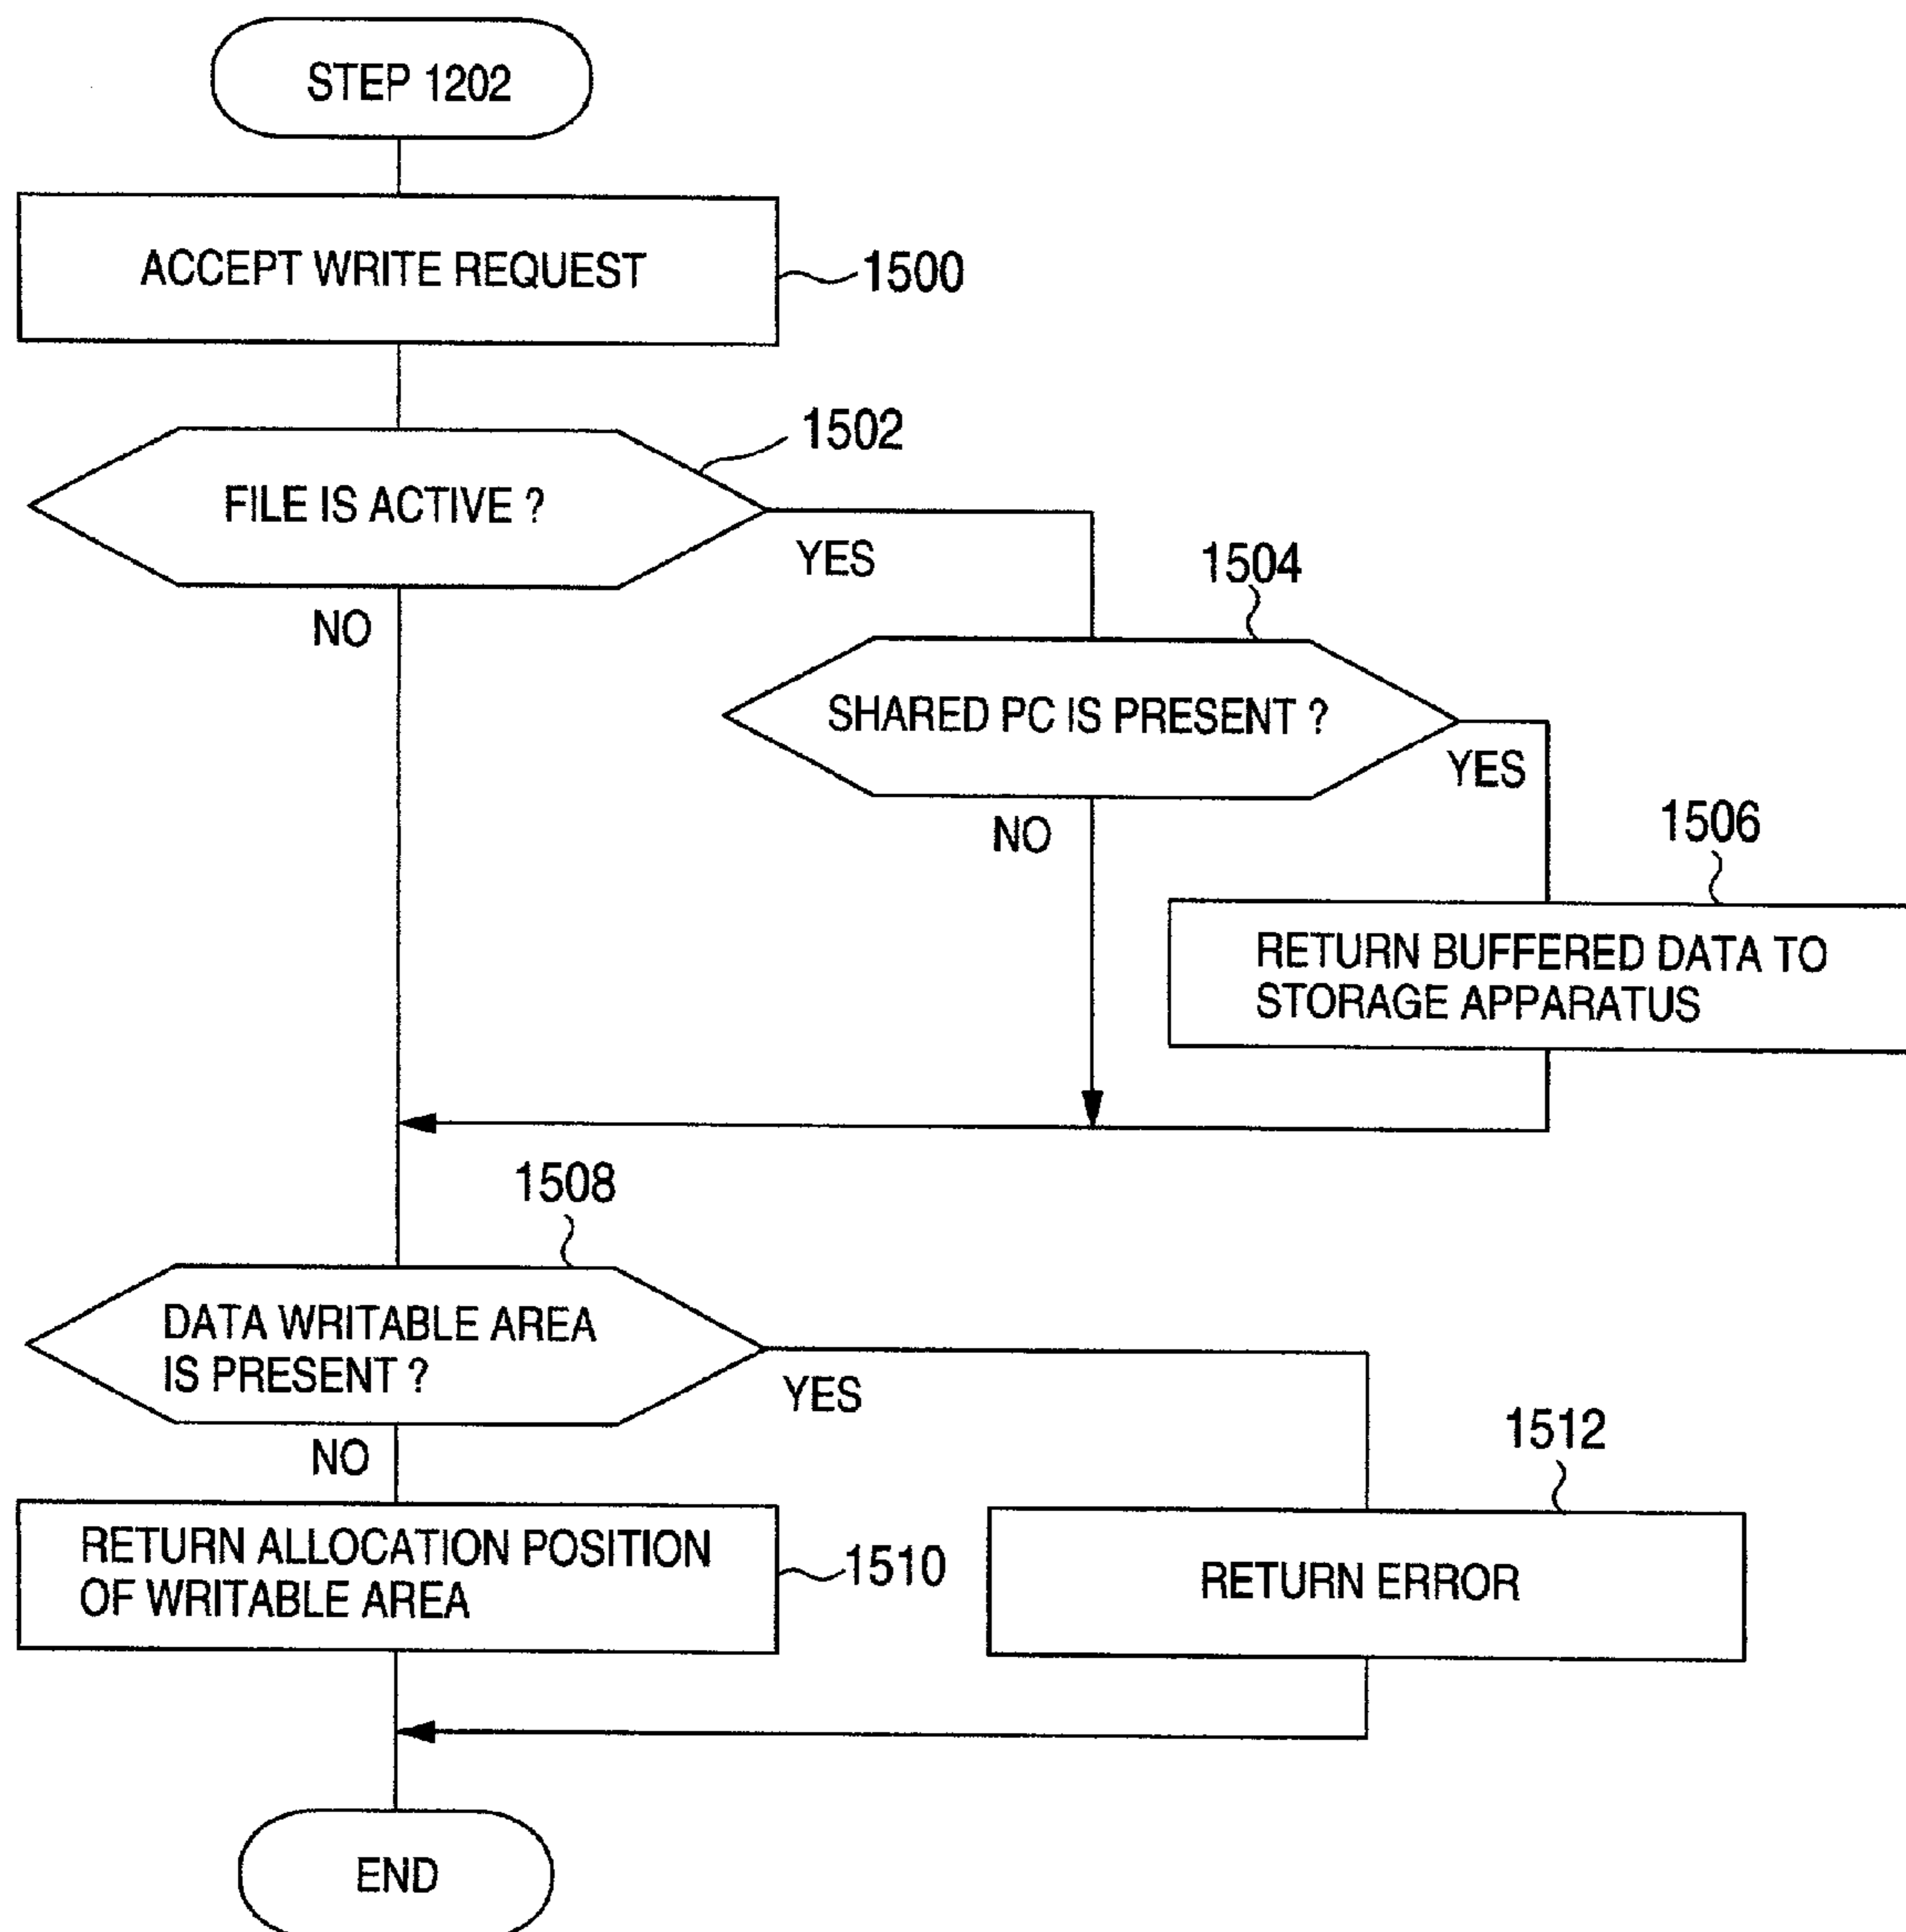 STEP 1202
ACCEPT WRITE REQUEST
1500
1502
FILE IS ACTIVE ?
YES
1504
NO
SHARED PC IS PRESENT ?
YES
1506
NO
RETURN BUFFERED DATA TO
STORAGE APPARATUS
1508
DATA WRITABLE AREA
IS PRESENT ?
YES
1512
NO
RETURN ALLOCATION POSITION
OF WRITABLE AREA
1510
RETURN ERROR
END